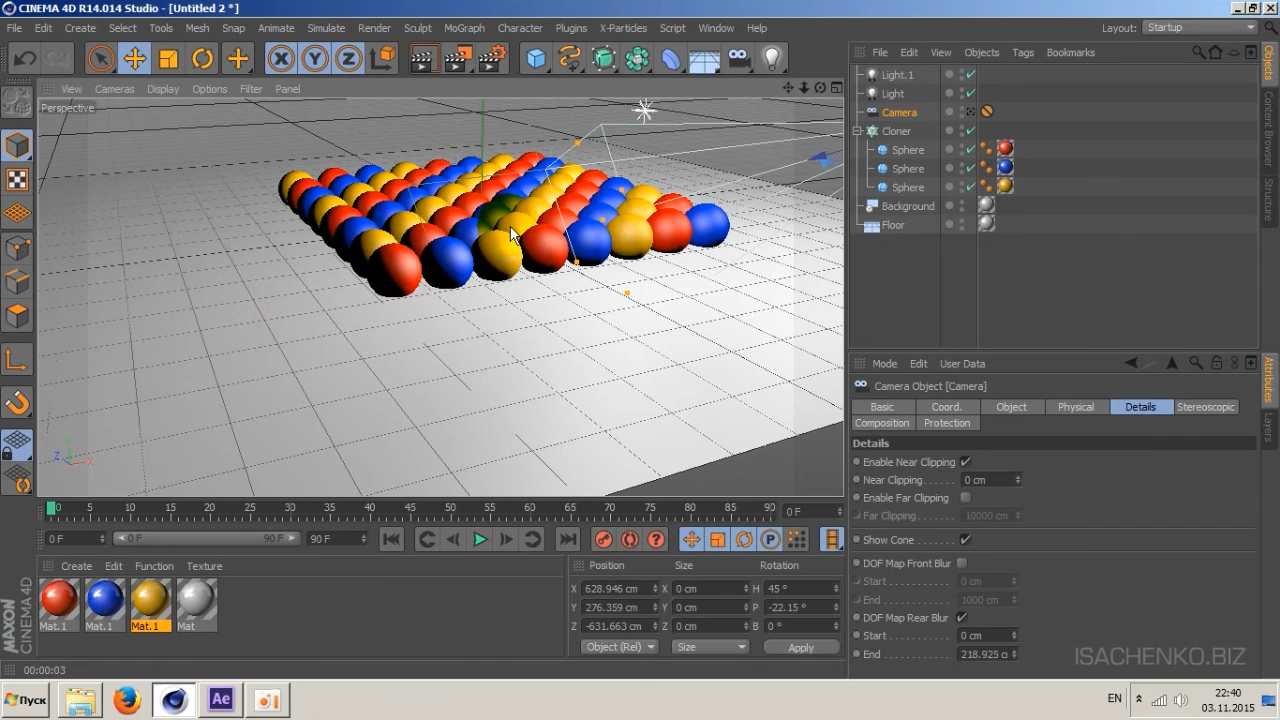 CINEMA 4D R14.014 Studio - [Untitled 2 *]
File Edit Create Select Tools Mesh Snap Animate Simulate Render Sculpt MoGraph Character Plugins X-Particles Script Window Help Layout: Startup
X Y Z
File Edit View Objects Tags Bookmarks
View Cameras Display Options Filter Panel
Perspective
Light.1
Light
Camera
Cloner
Sphere
Sphere
Sphere
Background
Floor
Objects
Content Browser
Structure
Mode Edit User Data
Camera Object [Camera]
Basic Coord. Object Physical Details Stereoscopic
Composition Protection
Details
Enable Near Clipping
Near Clipping 0 cm
Enable Far Clipping
Far Clipping 10000 cm
Show Cone
DOF Map Front Blur
Start 0 cm
End 1000 cm
DOF Map Rear Blur
Start 0 cm
End 218.925 c
Attributes
Layers
Y
Z X
0 5 10 15 20 25 30 35 40 45 50 55 60 65 70 75 80 85 90 0 F
0 F 0 F 90 F 90 F
P
Create Edit Function Texture
Mat.1 Mat.1 Mat.1 Mat
Position Size Rotation
X 628.946 cm X 0 cm H 45 °
Y 276.359 cm Y 0 cm P -22.15 °
Z -631.663 cm Z 0 cm B 0 °
Object (Rel) Size Apply
MAXON
CINEMA 4D
00:00:03
ISACHENKO.BIZ
Пуск
Ae
EN
22:40
03.11.2015